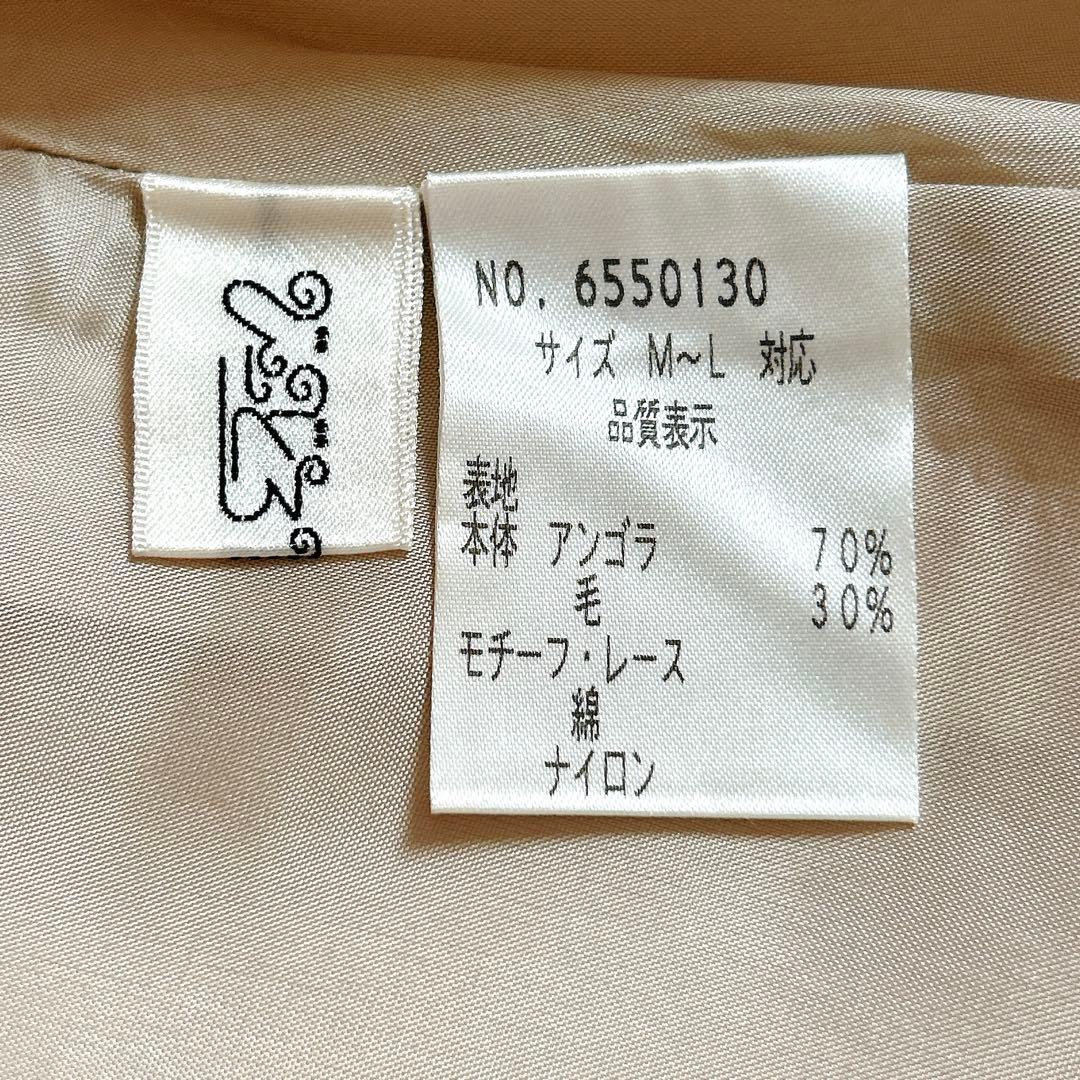 NO. 6550130
サイズ M～L 対応
品質表示
表地
本体 アンゴラ 70%
毛 30%
モチーフ・レース
綿
ナイロン